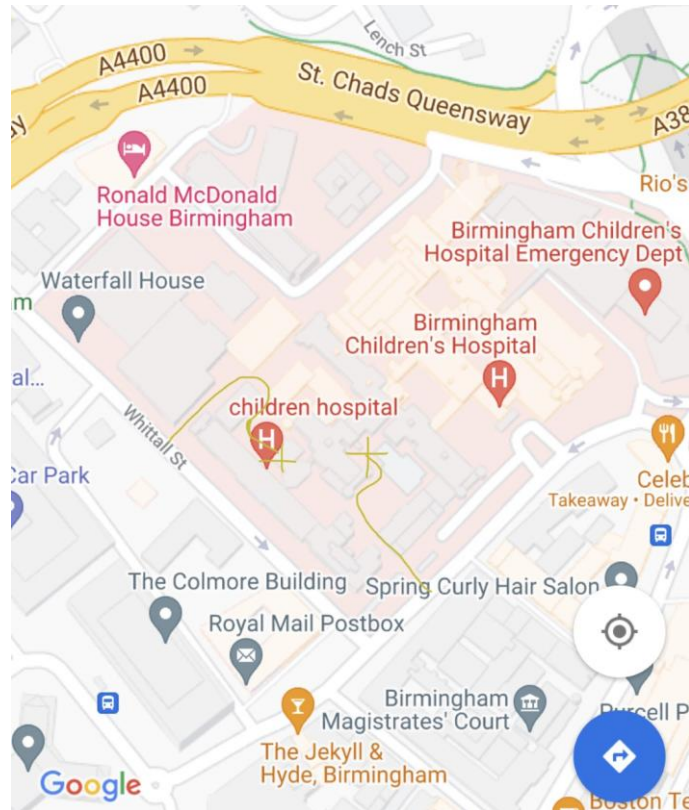 Lench St
A4400
A4400
St. Chads Queensway
A38
Ronald McDonald
House Birmingham
Rio's
Birmingham Children's
Hospital Emergency Dept
Waterfall House
Birmingham
Children's Hospital
H
al...
children hospital
H
Whittall St
Car Park
Celeb
Takeaway • Delive
The Colmore Building
Spring Curly Hair Salon
Royal Mail Postbox
Birmingham
Magistrates' Court
Purcell P
The Jekyll &
Hyde, Birmingham
Google
Boston Te